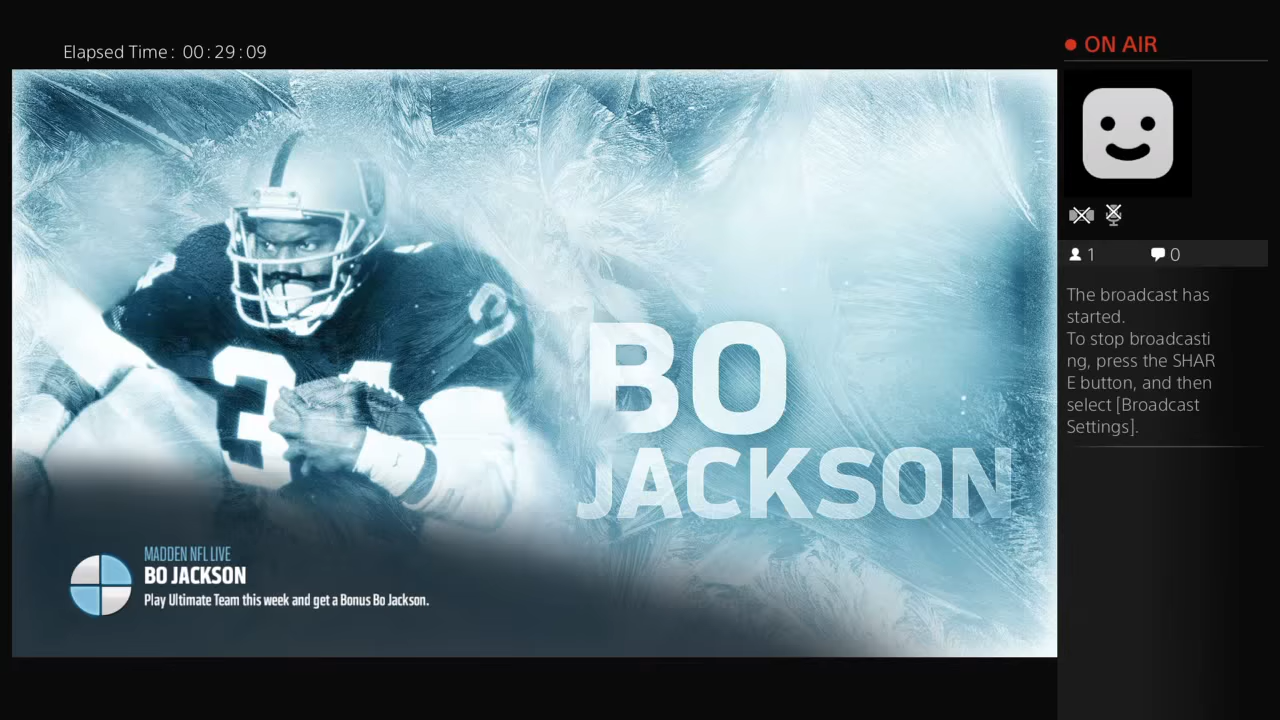 Elapsed Time: 00:29:09
ON AIR
1
0
The broadcast has
started.
To stop broadcasti
ng, press the SHAR
E button, and then
select [Broadcast
Settings].
34
BO
JACKSON
MADDEN NFL LIVE
BO JACKSON
Play Ultimate Team this week and get a Bonus Bo Jackson.